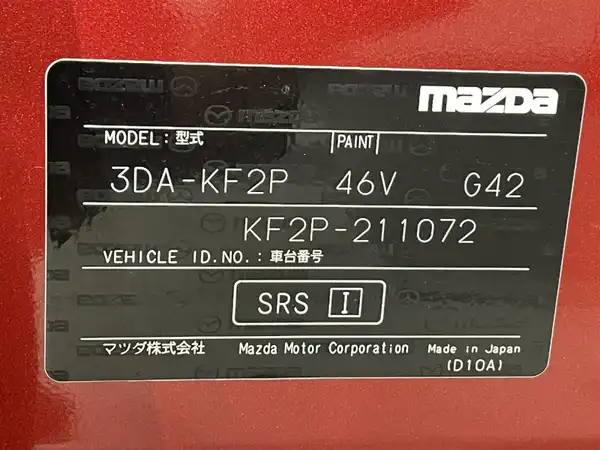 mazda
MODEL:型式 PAINT
3DA-KF2P 46V G42
KF2P-211072
VEHICLE ID.NO.:車台番号
SRS I
マツダ株式会社 Mazda Motor Corporation Made in Japan
(D10A)